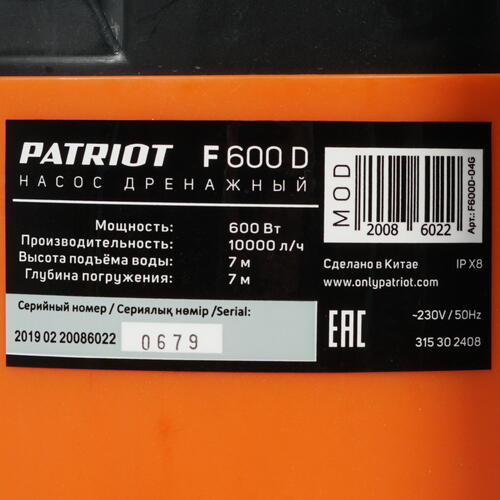 PATRIOT F 600 D
НАСОС ДРЕНАЖНЫЙ
Мощность: 600 Вт
Производительность: 10000 л/ч
Высота подъёма воды: 7 м
Глубина погружения: 7 м
Серийный номер / Сериялық нөмір /Serial:
2019 02 20086022 0679
MOD
2008 6022
Арт.: F600D-04G
Сделано в Китае IP X8
www.onlypatriot.com
EAC ~230V / 50Hz
315 30 2408